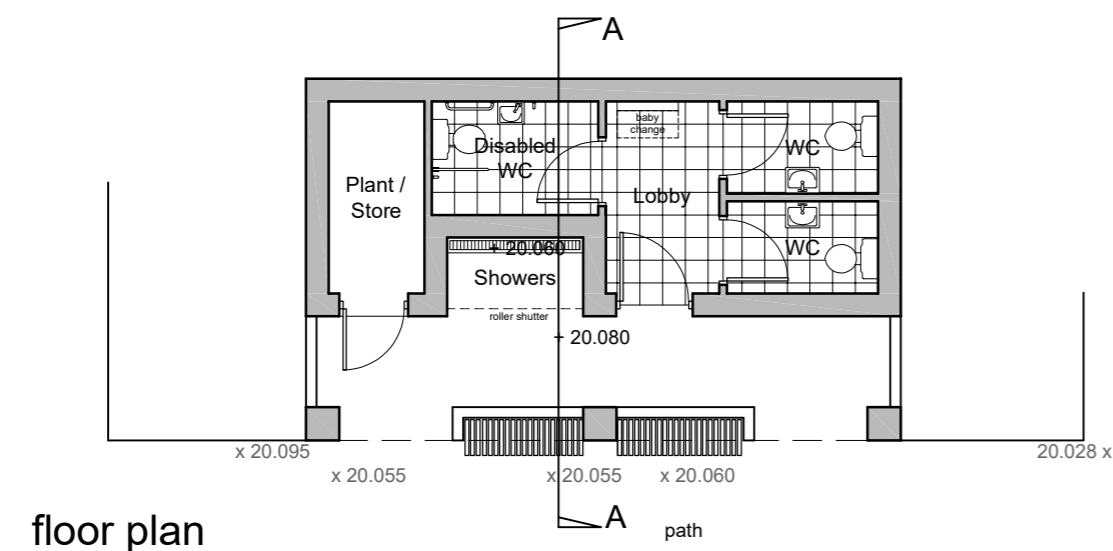 A
baby
change
Disabled
WC
WC
Plant /
Store
Lobby
WC
+ 20.060
Showers
roller shutter
+ 20.080
x 20.095
20.028 x
x 20.055
x 20.055
x 20.060
A
path
floor plan